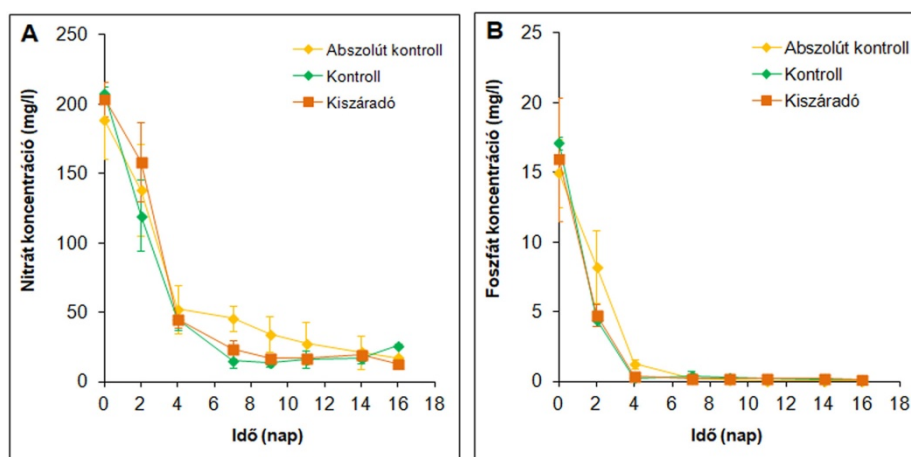 A
Nitrát koncentráció (mg/l)
250
200
150
100
50
0
0 2 4 6 8 10 12 14 16 18
Idő (nap)
Abszolút kontroll
Kontroll
Kiszáradó
B
Foszfát koncentráció (mg/l)
25
20
15
10
5
0
0 2 4 6 8 10 12 14 16 18
Idő (nap)
Abszolút kontroll
Kontroll
Kiszáradó